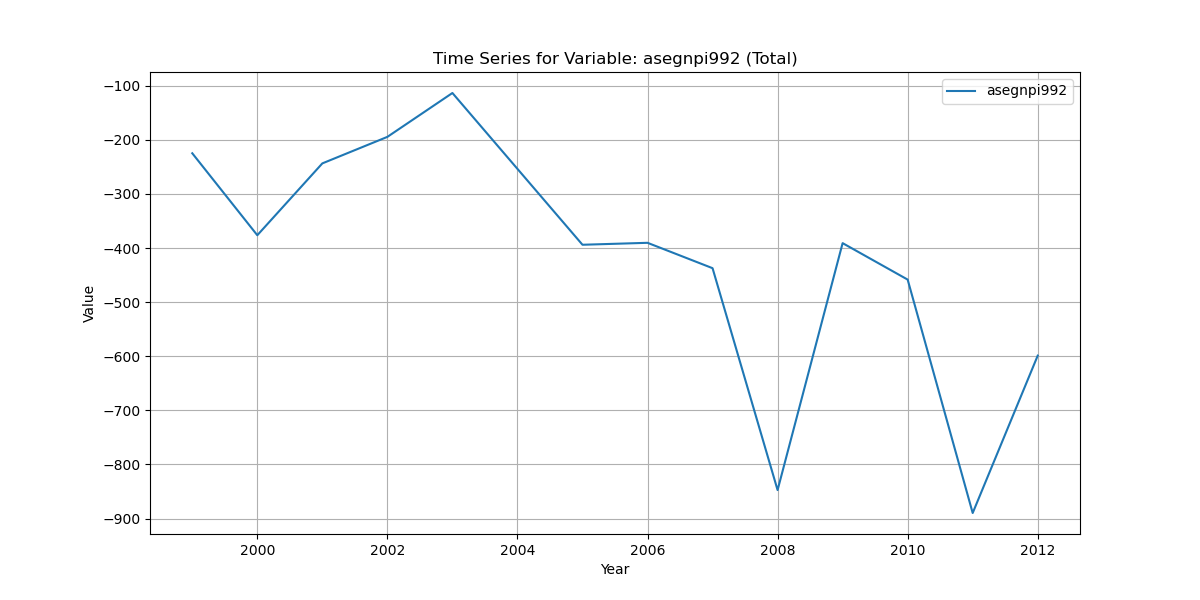 Time Series for Variable: asegnpi992 (Total)
asegnpi992
Value
−100
−200
−300
−400
−500
−600
−700
−800
−900
2000 2002 2004 2006 2008 2010 2012
Year